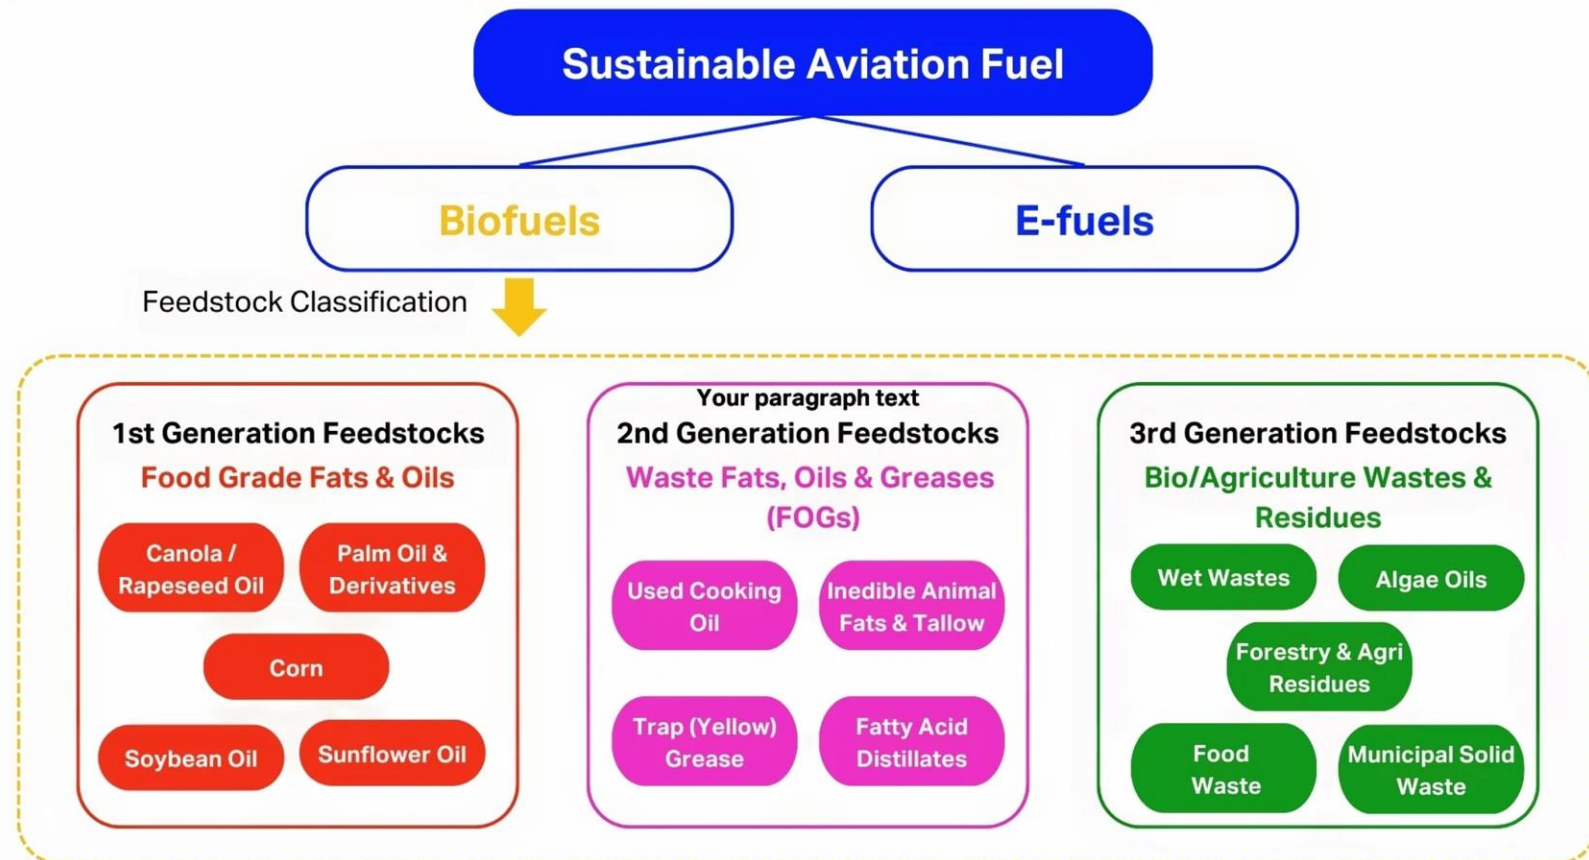 Sustainable Aviation Fuel
Biofuels
E-fuels
Feedstock Classification
1st Generation Feedstocks
Food Grade Fats & Oils
Canola /
Rapeseed Oil
Palm Oil &
Derivatives
Corn
Soybean Oil
Sunflower Oil
Your paragraph text
2nd Generation Feedstocks
Waste Fats, Oils & Greases
(FOGs)
Used Cooking
Oil
Inedible Animal
Fats & Tallow
Trap (Yellow)
Grease
Fatty Acid
Distillates
3rd Generation Feedstocks
Bio/Agriculture Wastes &
Residues
Wet Wastes
Algae Oils
Forestry & Agri
Residues
Food
Waste
Municipal Solid
Waste